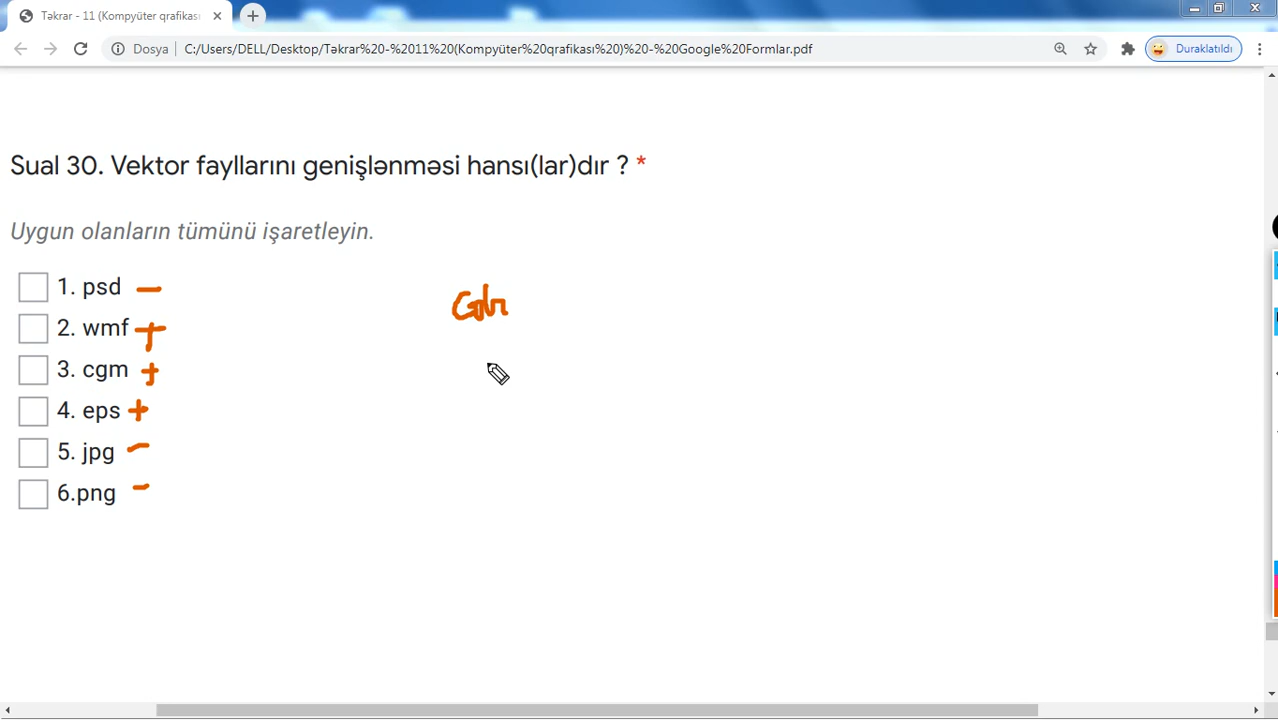 Təkrar - 11 (Kompyüter qrafikası
Dosya
C:/Users/DELL/Desktop/Təkrar%20-%2011%20(Kompyüter%20qrafikası%20)%20-%20Google%20Formlar.pdf
Duraklatıldı
Sual 30. Vektor fayllarını genişlənməsi hansı(lar)dır ? *
Uygun olanların tümünü işaretleyin.
1. psd -
2. wmf +
3. cgm +
4. eps +
5. jpg -
6.png -